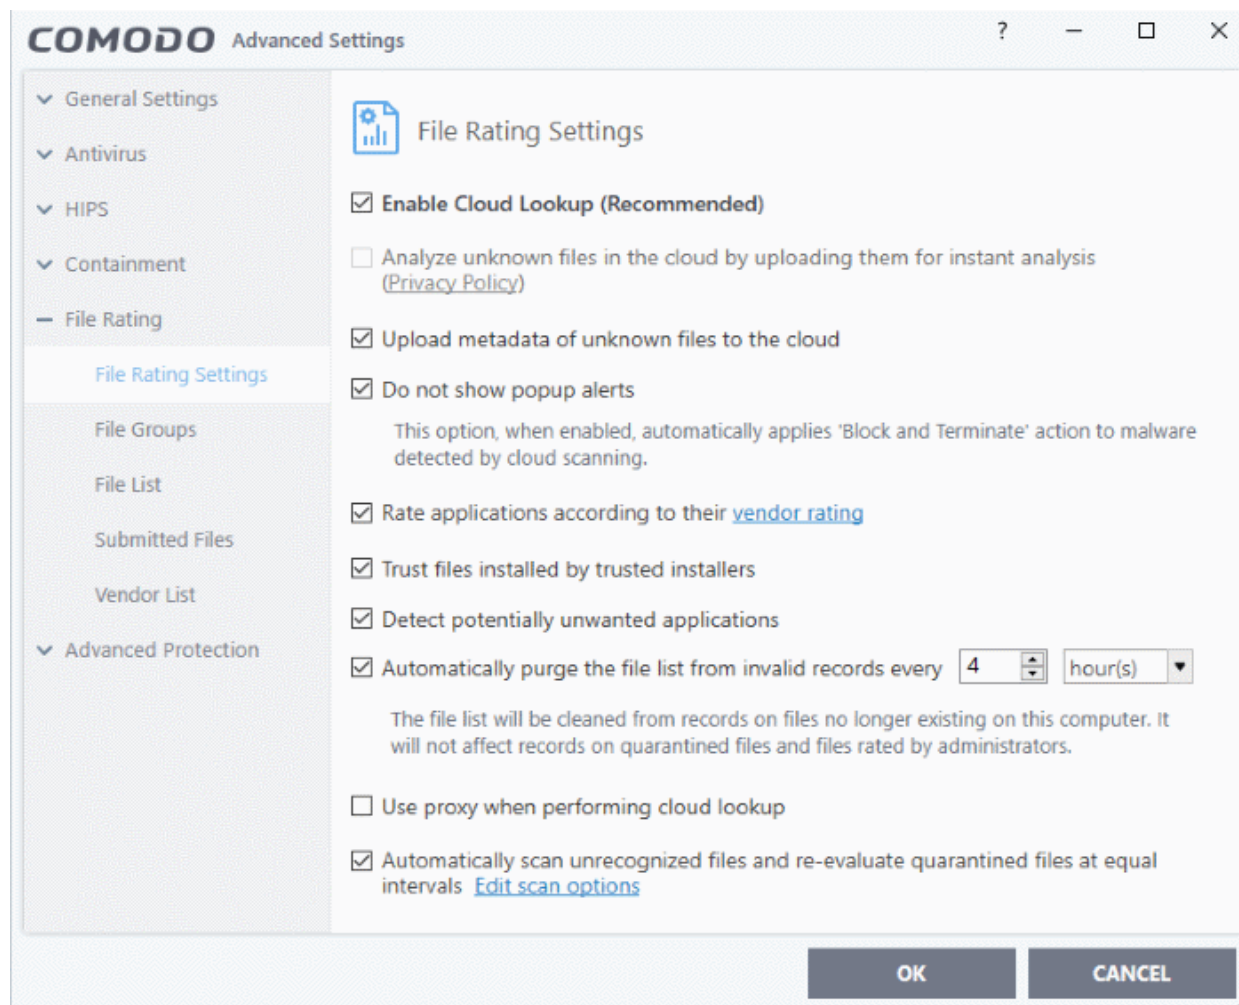 COMODO Advanced Settings ?
General Settings
Antivirus
HIPS
Containment
File Rating
File Rating Settings
File Groups
File List
Submitted Files
Vendor List
Advanced Protection
File Rating Settings
Enable Cloud Lookup (Recommended)
Analyze unknown files in the cloud by uploading them for instant analysis
(Privacy Policy)
Upload metadata of unknown files to the cloud
Do not show popup alerts
This option, when enabled, automatically applies 'Block and Terminate' action to malware
detected by cloud scanning.
Rate applications according to their vendor rating
Trust files installed by trusted installers
Detect potentially unwanted applications
Automatically purge the file list from invalid records every 4 hour(s)
The file list will be cleaned from records on files no longer existing on this computer. It
will not affect records on quarantined files and files rated by administrators.
Use proxy when performing cloud lookup
Automatically scan unrecognized files and re-evaluate quarantined files at equal
intervals Edit scan options
OK CANCEL